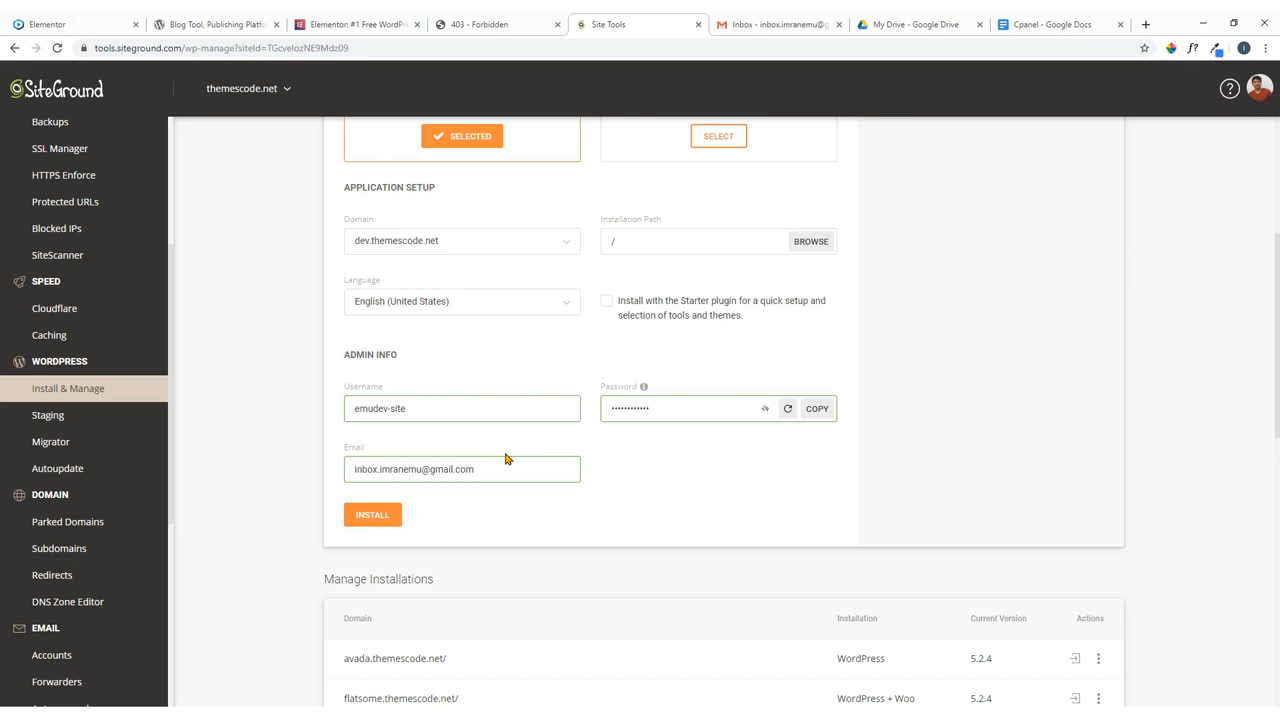 Elementor
Blog Tool, Publishing Platfo
Elementor: #1 Free WordPr
403 - Forbidden
Site Tools
Inbox - inbox.imranemu@g
My Drive - Google Drive
Cpanel - Google Docs
tools.siteground.com/wp-manage?siteId=TGcveIozNE9Mdz09
SiteGround
themescode.net
Backups
SSL Manager
HTTPS Enforce
Protected URLs
Blocked IPs
SiteScanner
SPEED
Cloudflare
Caching
WORDPRESS
Install & Manage
Staging
Migrator
Autoupdate
DOMAIN
Parked Domains
Subdomains
Redirects
DNS Zone Editor
EMAIL
Accounts
Forwarders
SELECTED
SELECT
APPLICATION SETUP
Domain
Installation Path
dev.themescode.net
/
BROWSE
Language
English (United States)
Install with the Starter plugin for a quick setup and
selection of tools and themes.
ADMIN INFO
Username
Password
emudev-site
••••••••••••
COPY
Email
inbox.imranemu@gmail.com
INSTALL
Manage Installations
Domain
Installation
Current Version
Actions
avada.themescode.net/
WordPress
5.2.4
flatsome.themescode.net/
WordPress + Woo
5.2.4